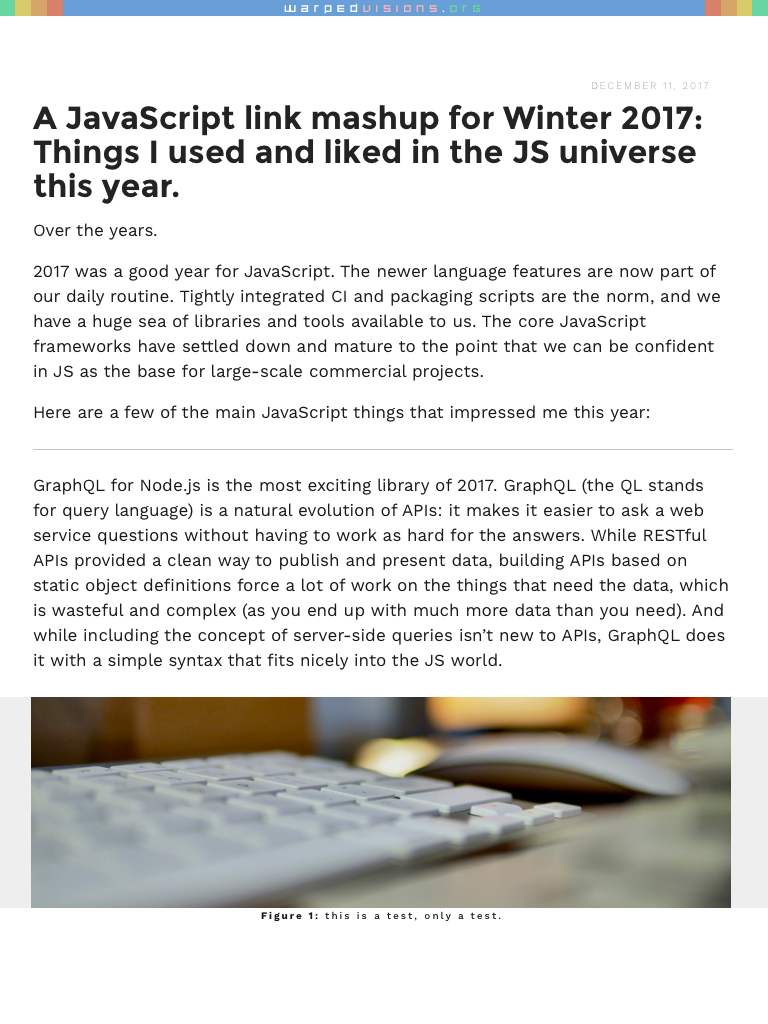 warpedvisions.org
DECEMBER 11, 2017
A JavaScript link mashup for Winter 2017:
Things I used and liked in the JS universe
this year.
Over the years.
2017 was a good year for JavaScript. The newer language features are now part of
our daily routine. Tightly integrated CI and packaging scripts are the norm, and we
have a huge sea of libraries and tools available to us. The core JavaScript
frameworks have settled down and mature to the point that we can be confident
in JS as the base for large-scale commercial projects.
Here are a few of the main JavaScript things that impressed me this year:
GraphQL for Node.js is the most exciting library of 2017. GraphQL (the QL stands
for query language) is a natural evolution of APIs: it makes it easier to ask a web
service questions without having to work as hard for the answers. While RESTful
APIs provided a clean way to publish and present data, building APIs based on
static object definitions force a lot of work on the things that need the data, which
is wasteful and complex (as you end up with much more data than you need). And
while including the concept of server-side queries isn’t new to APIs, GraphQL does
it with a simple syntax that fits nicely into the JS world.
Figure 1: this is a test, only a test.